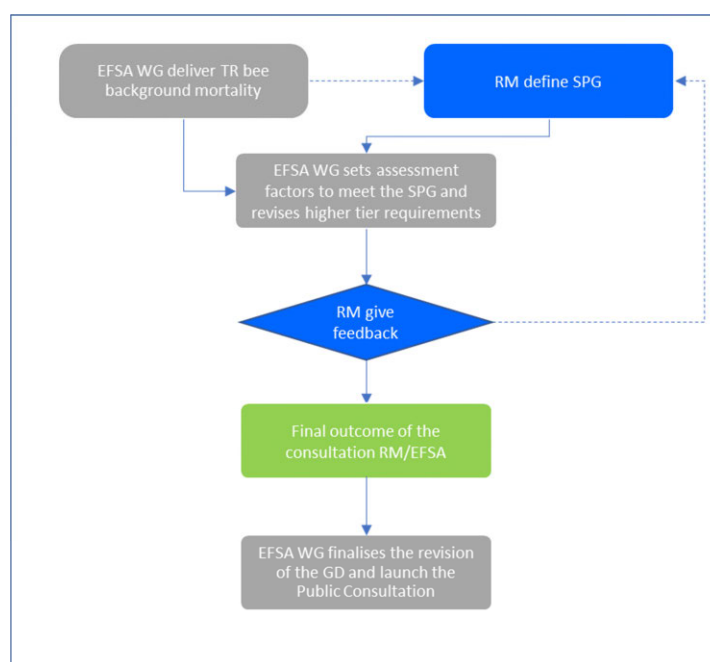 EFSA WG deliver TR bee
background mortality
RM define SPG
EFSA WG sets assessment
factors to meet the SPG and
revises higher tier requirements
RM give
feedback
Final outcome of the
consultation RM/EFSA
EFSA WG finalises the revision
of the GD and launch the
Public Consultation